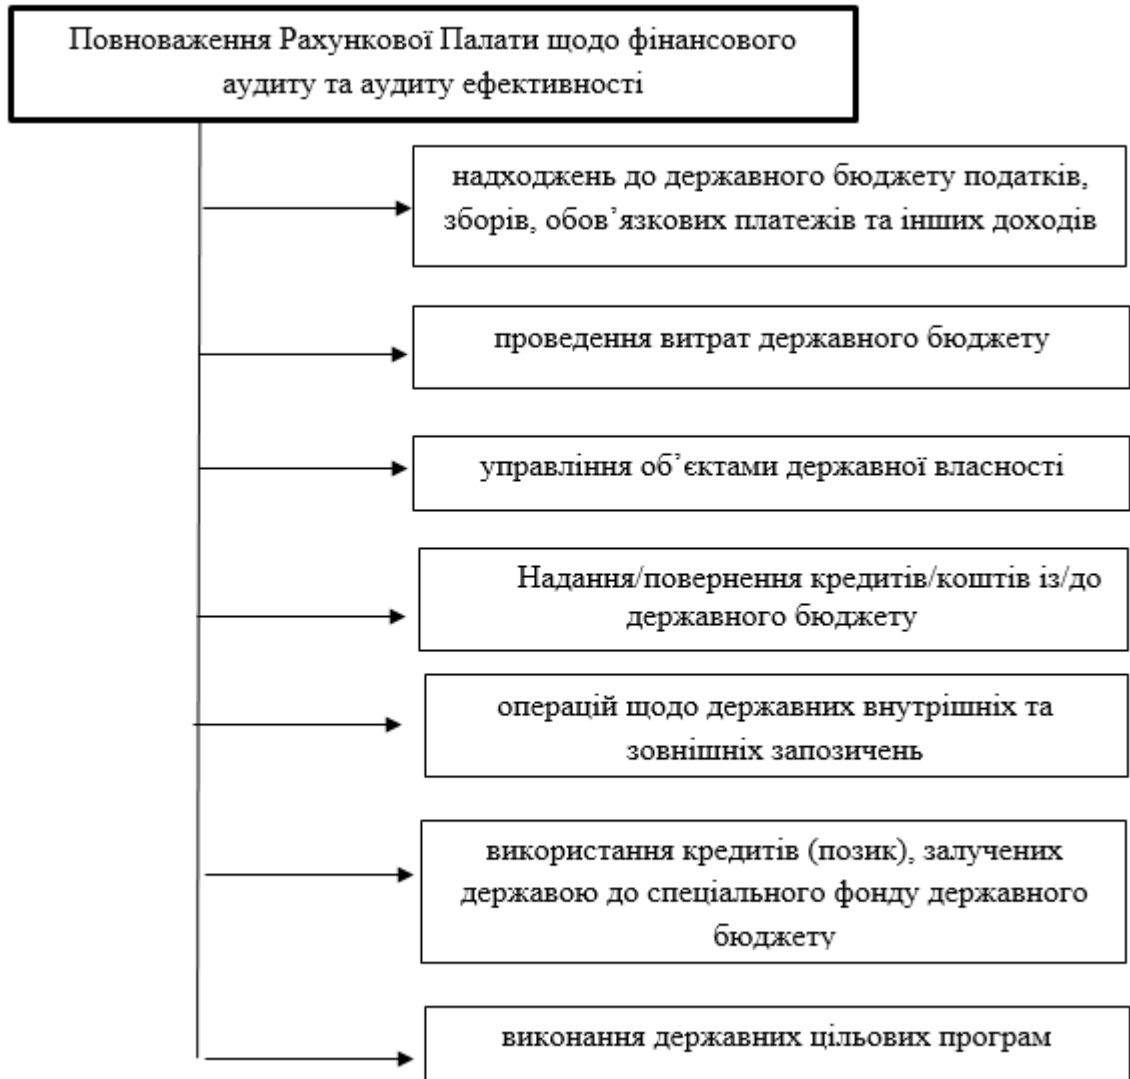 Повноваження Рахункової Палати щодо фінансового
аудиту та аудиту ефективності
надходжень до державного бюджету податків,
зборів, обов’язкових платежів та інших доходів
проведення витрат державного бюджету
управління об’єктами державної власності
Надання/повернення кредитів/коштів із/до
державного бюджету
операцій щодо державних внутрішніх та
зовнішніх запозичень
використання кредитів (позик), залучених
державою до спеціального фонду державного
бюджету
виконання державних цільових програм